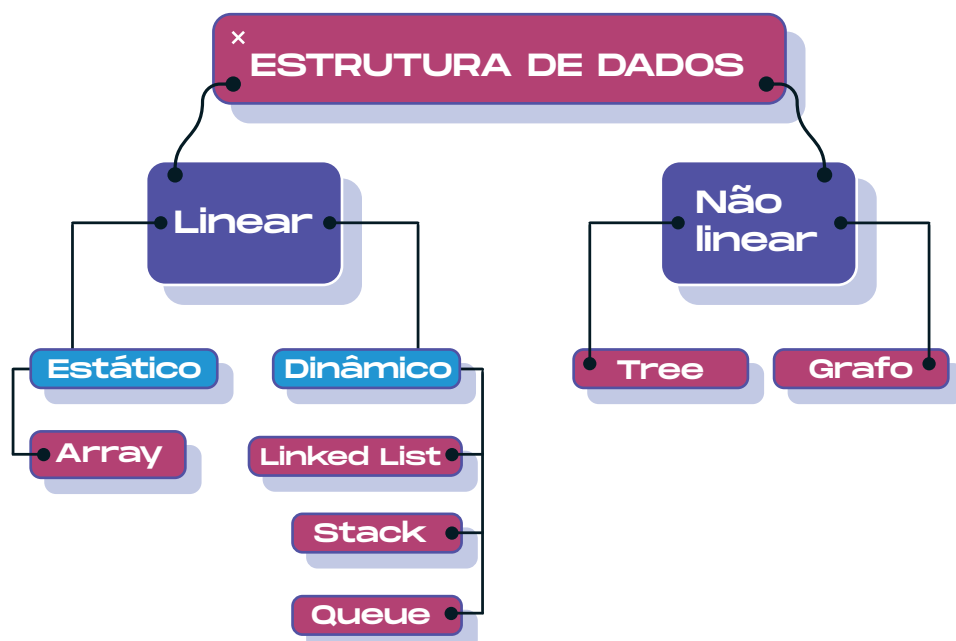 ESTRUTURA DE DADOS
Linear
Não
linear
Estático
Dinâmico
Tree
Grafo
Array
Linked List
Stack
Queue